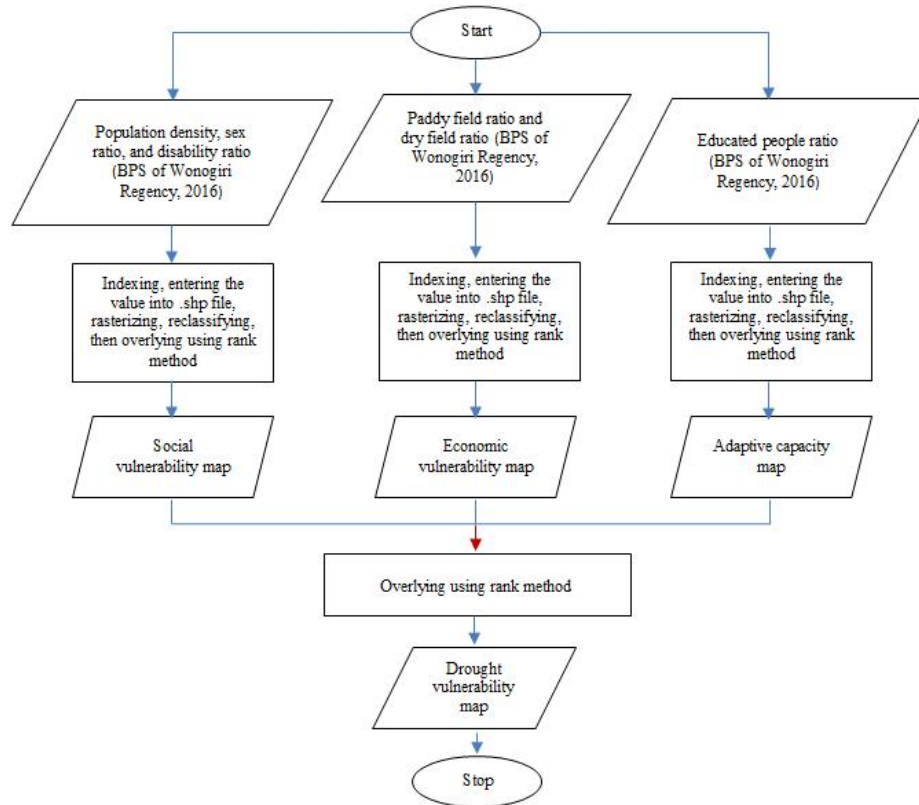 Start
Population density, sex
ratio, and disability ratio
(BPS of Wonogiri
Regency, 2016)
Paddy field ratio and
dry field ratio (BPS of
Wonogiri Regency,
2016)
Educated people ratio
(BPS of Wonogiri
Regency, 2016)
Indexing, entering the
value into .shp file,
rasterizing, reclassifying,
then overlying using rank
method
Indexing, entering the
value into .shp file,
rasterizing, reclassifying,
then overlying using rank
method
Indexing, entering the
value into .shp file,
rasterizing, reclassifying,
then overlying using rank
method
Social
vulnerability map
Economic
vulnerability map
Adaptive capacity
map
Overlying using rank method
Drought
vulnerability
map
Stop